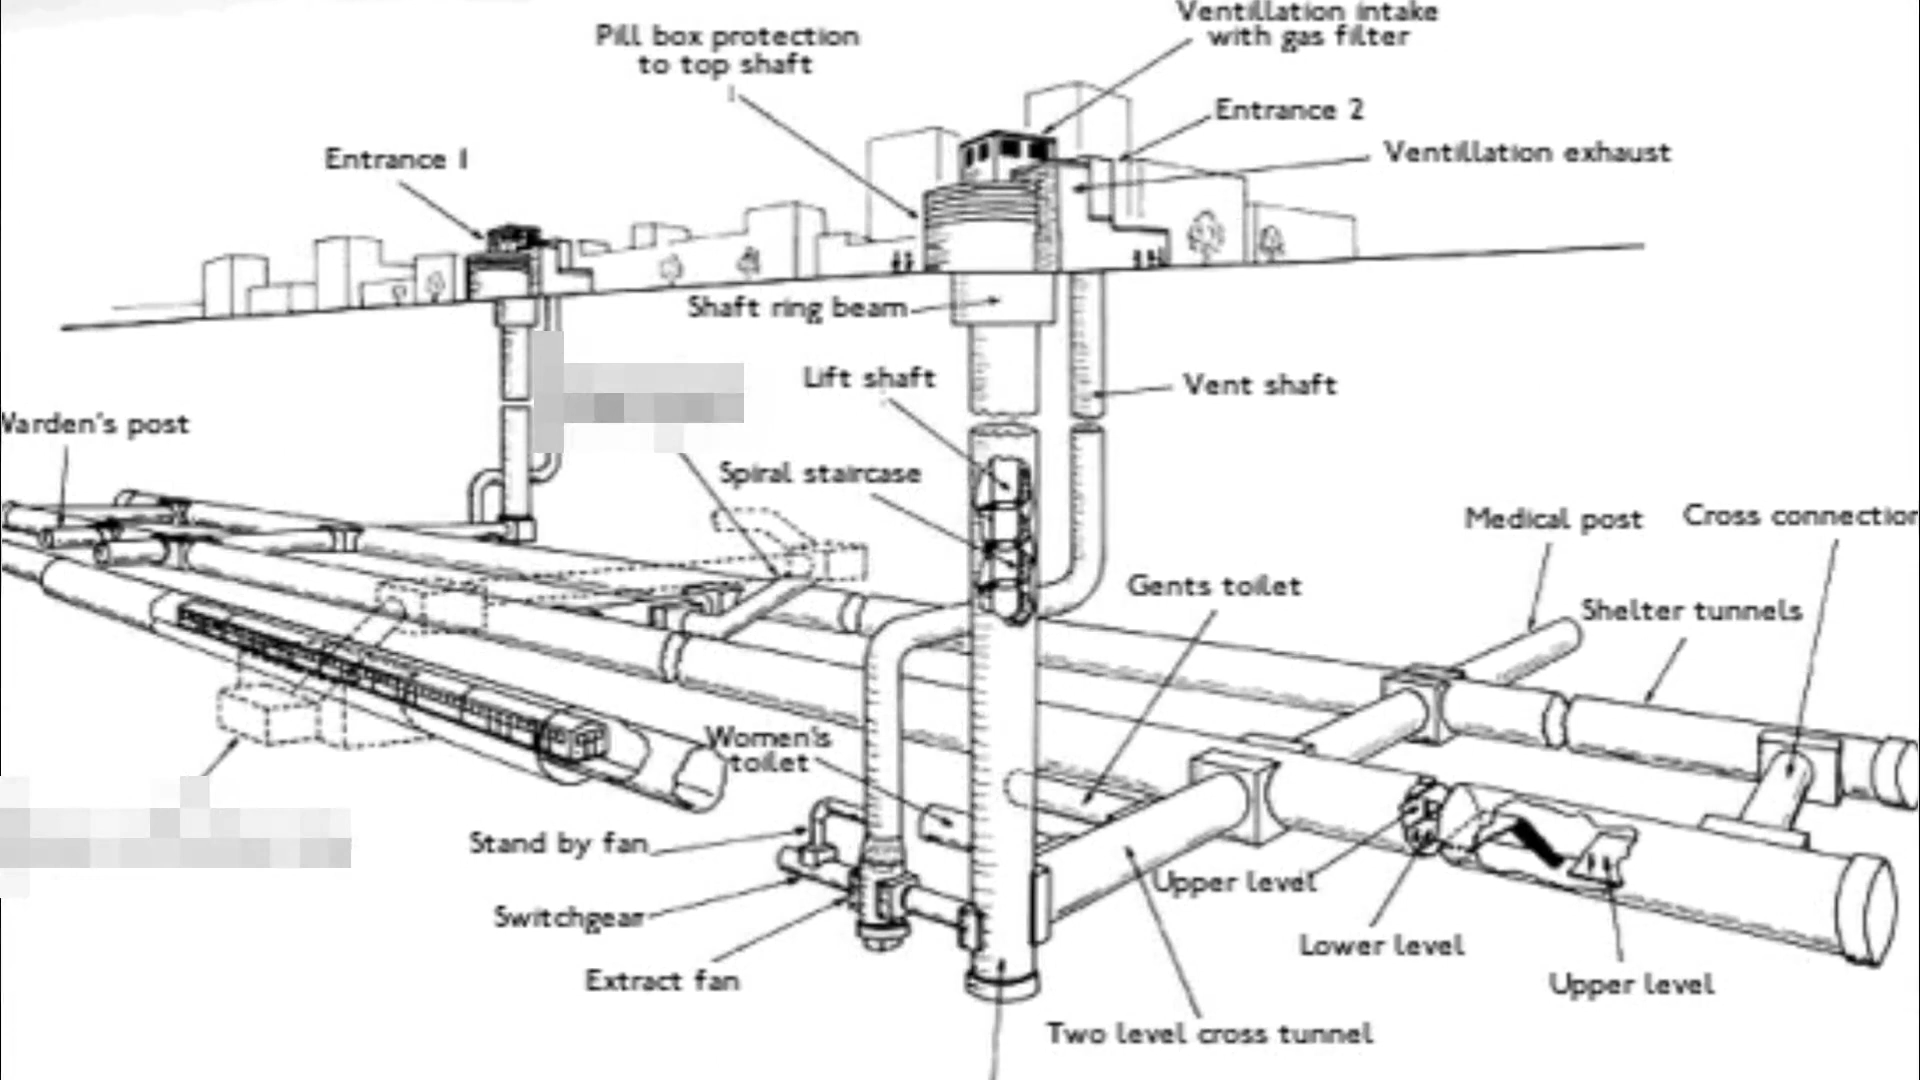 Ventillation intake
with gas filter
Pill box protection
to top shaft
Entrance 2
Ventillation exhaust
Entrance 1
Shaft ring beam
Lift shaft
Vent shaft
Warden's post
Spiral staircase
Medical post
Cross connection
Gents toilet
Shelter tunnels
Women's
toilet
Stand by fan
Upper level
Switchgear
Lower level
Extract fan
Upper level
Two level cross tunnel